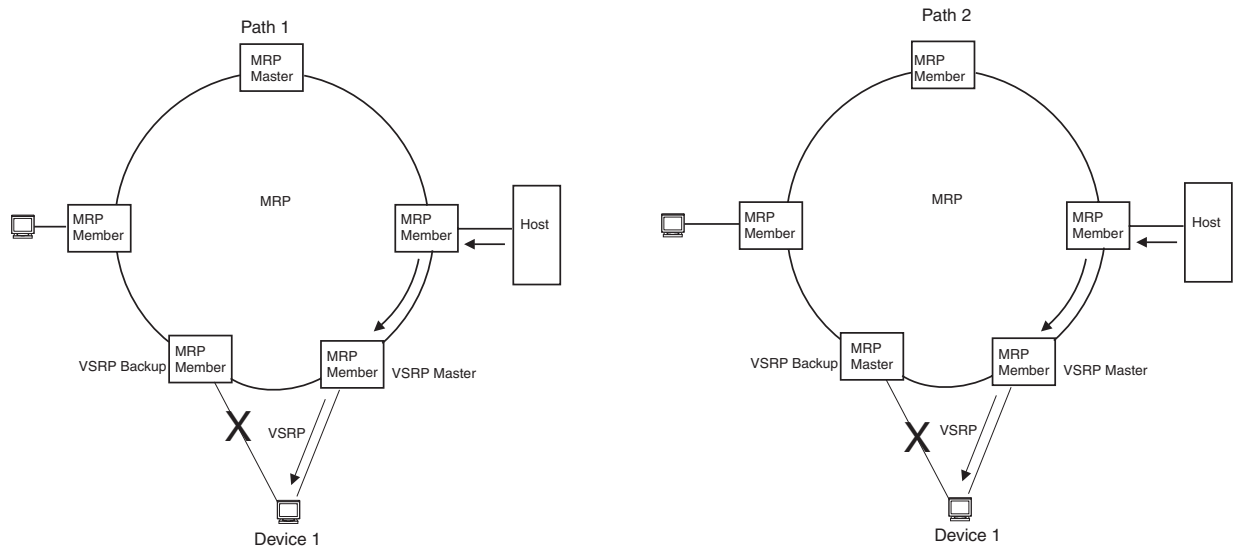 Path 1
MRP
Master
MRP
MRP
Member
MRP
Member
Host
VSRP Backup
MRP
Member
MRP
Member
VSRP Master
VSRP
X
Device 1
Path 2
MRP
Member
MRP
MRP
Member
MRP
Member
Host
VSRP Backup
MRP
Master
MRP
Member
VSRP Master
X
VSRP
Device 1